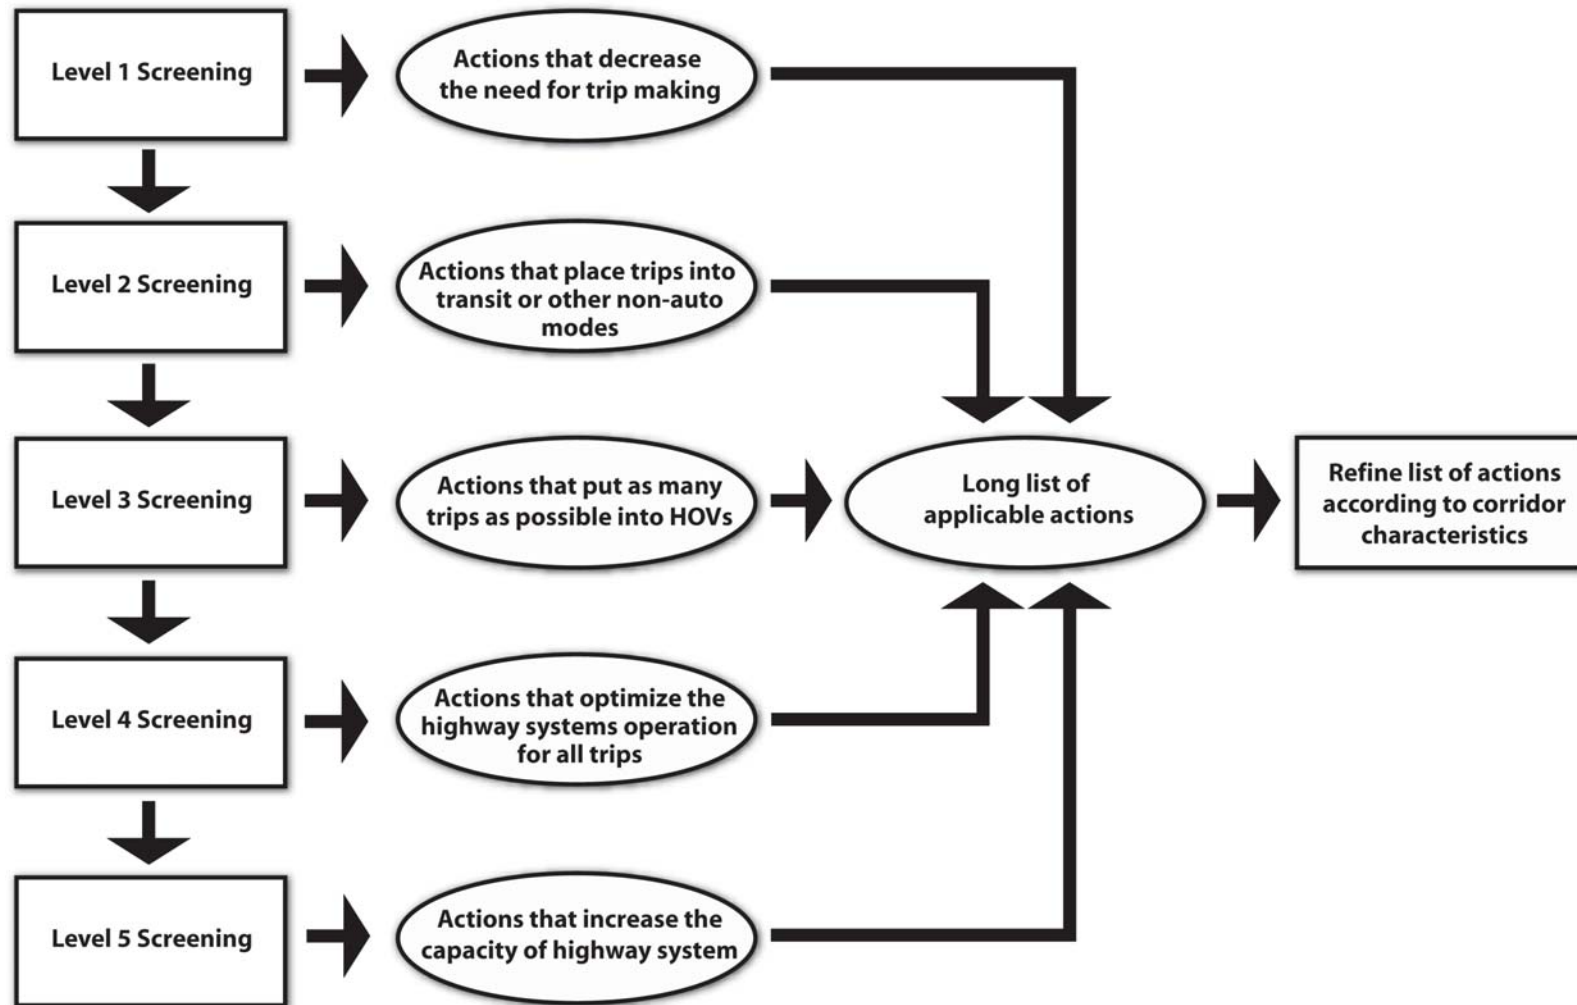 Level 1 Screening
Actions that decrease
the need for trip making
Level 2 Screening
Actions that place trips into
transit or other non-auto
modes
Level 3 Screening
Actions that put as many
trips as possible into HOVs
Long list of
applicable actions
Refine list of actions
according to corridor
characteristics
Level 4 Screening
Actions that optimize the
highway systems operation
for all trips
Level 5 Screening
Actions that increase the
capacity of highway system